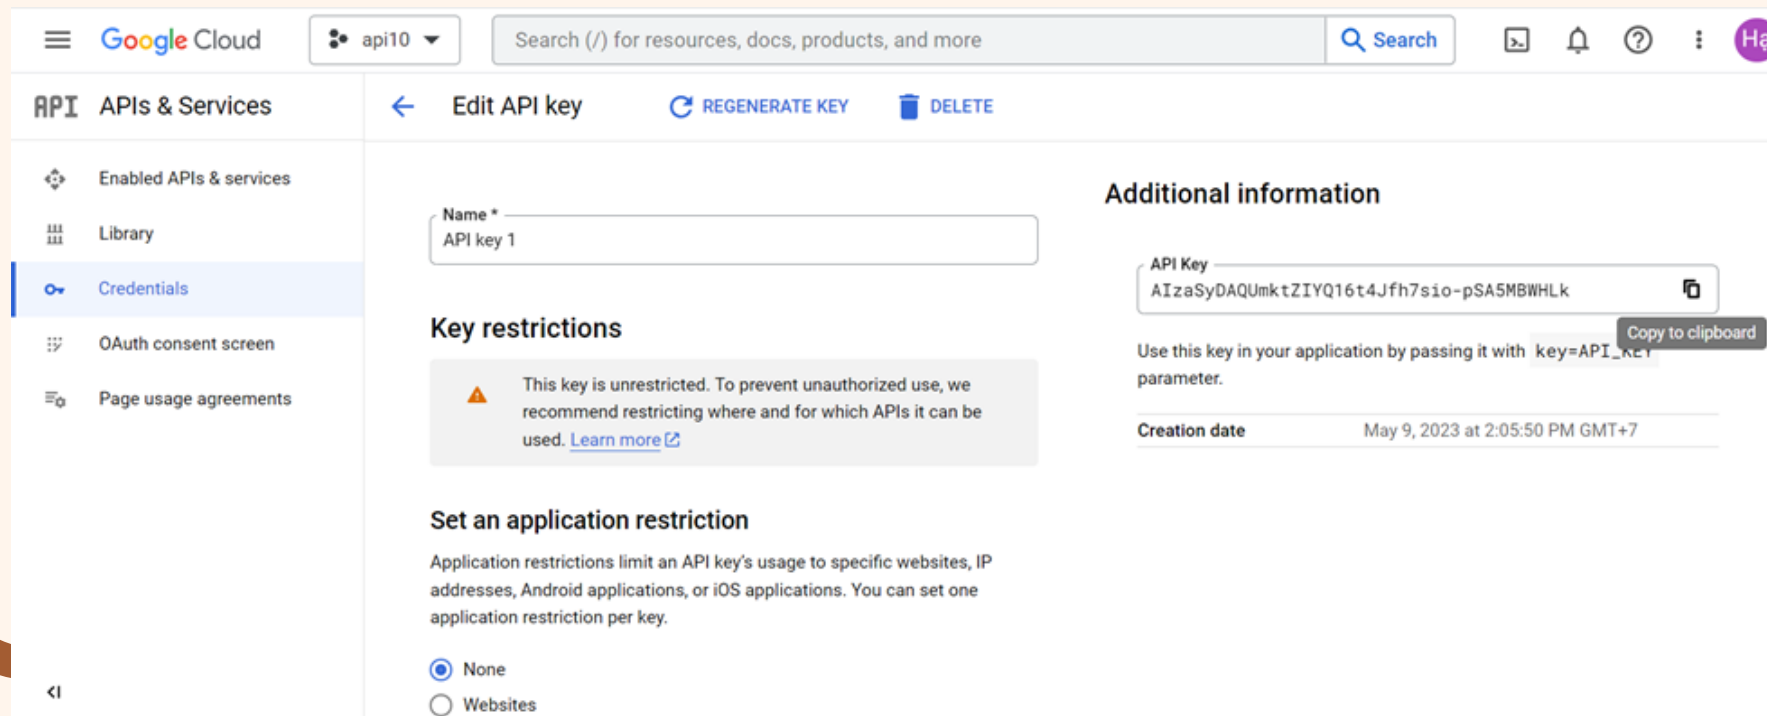 Google Cloud
api10
Search (/) for resources, docs, products, and more
Search
Hạ
API APIs & Services
Edit API key
REGENERATE KEY
DELETE
Enabled APIs & services
Library
Credentials
OAuth consent screen
Page usage agreements
Name *
API key 1
Key restrictions
This key is unrestricted. To prevent unauthorized use, we
recommend restricting where and for which APIs it can be
used. Learn more
Set an application restriction
Application restrictions limit an API key's usage to specific websites, IP
addresses, Android applications, or iOS applications. You can set one
application restriction per key.
None
Websites
Additional information
API Key
AIzaSyDAQUmktZIYQ16t4Jfh7sio-pSA5MBWHLk
Copy to clipboard
Use this key in your application by passing it with key=API_KEY
parameter.
Creation date May 9, 2023 at 2:05:50 PM GMT+7